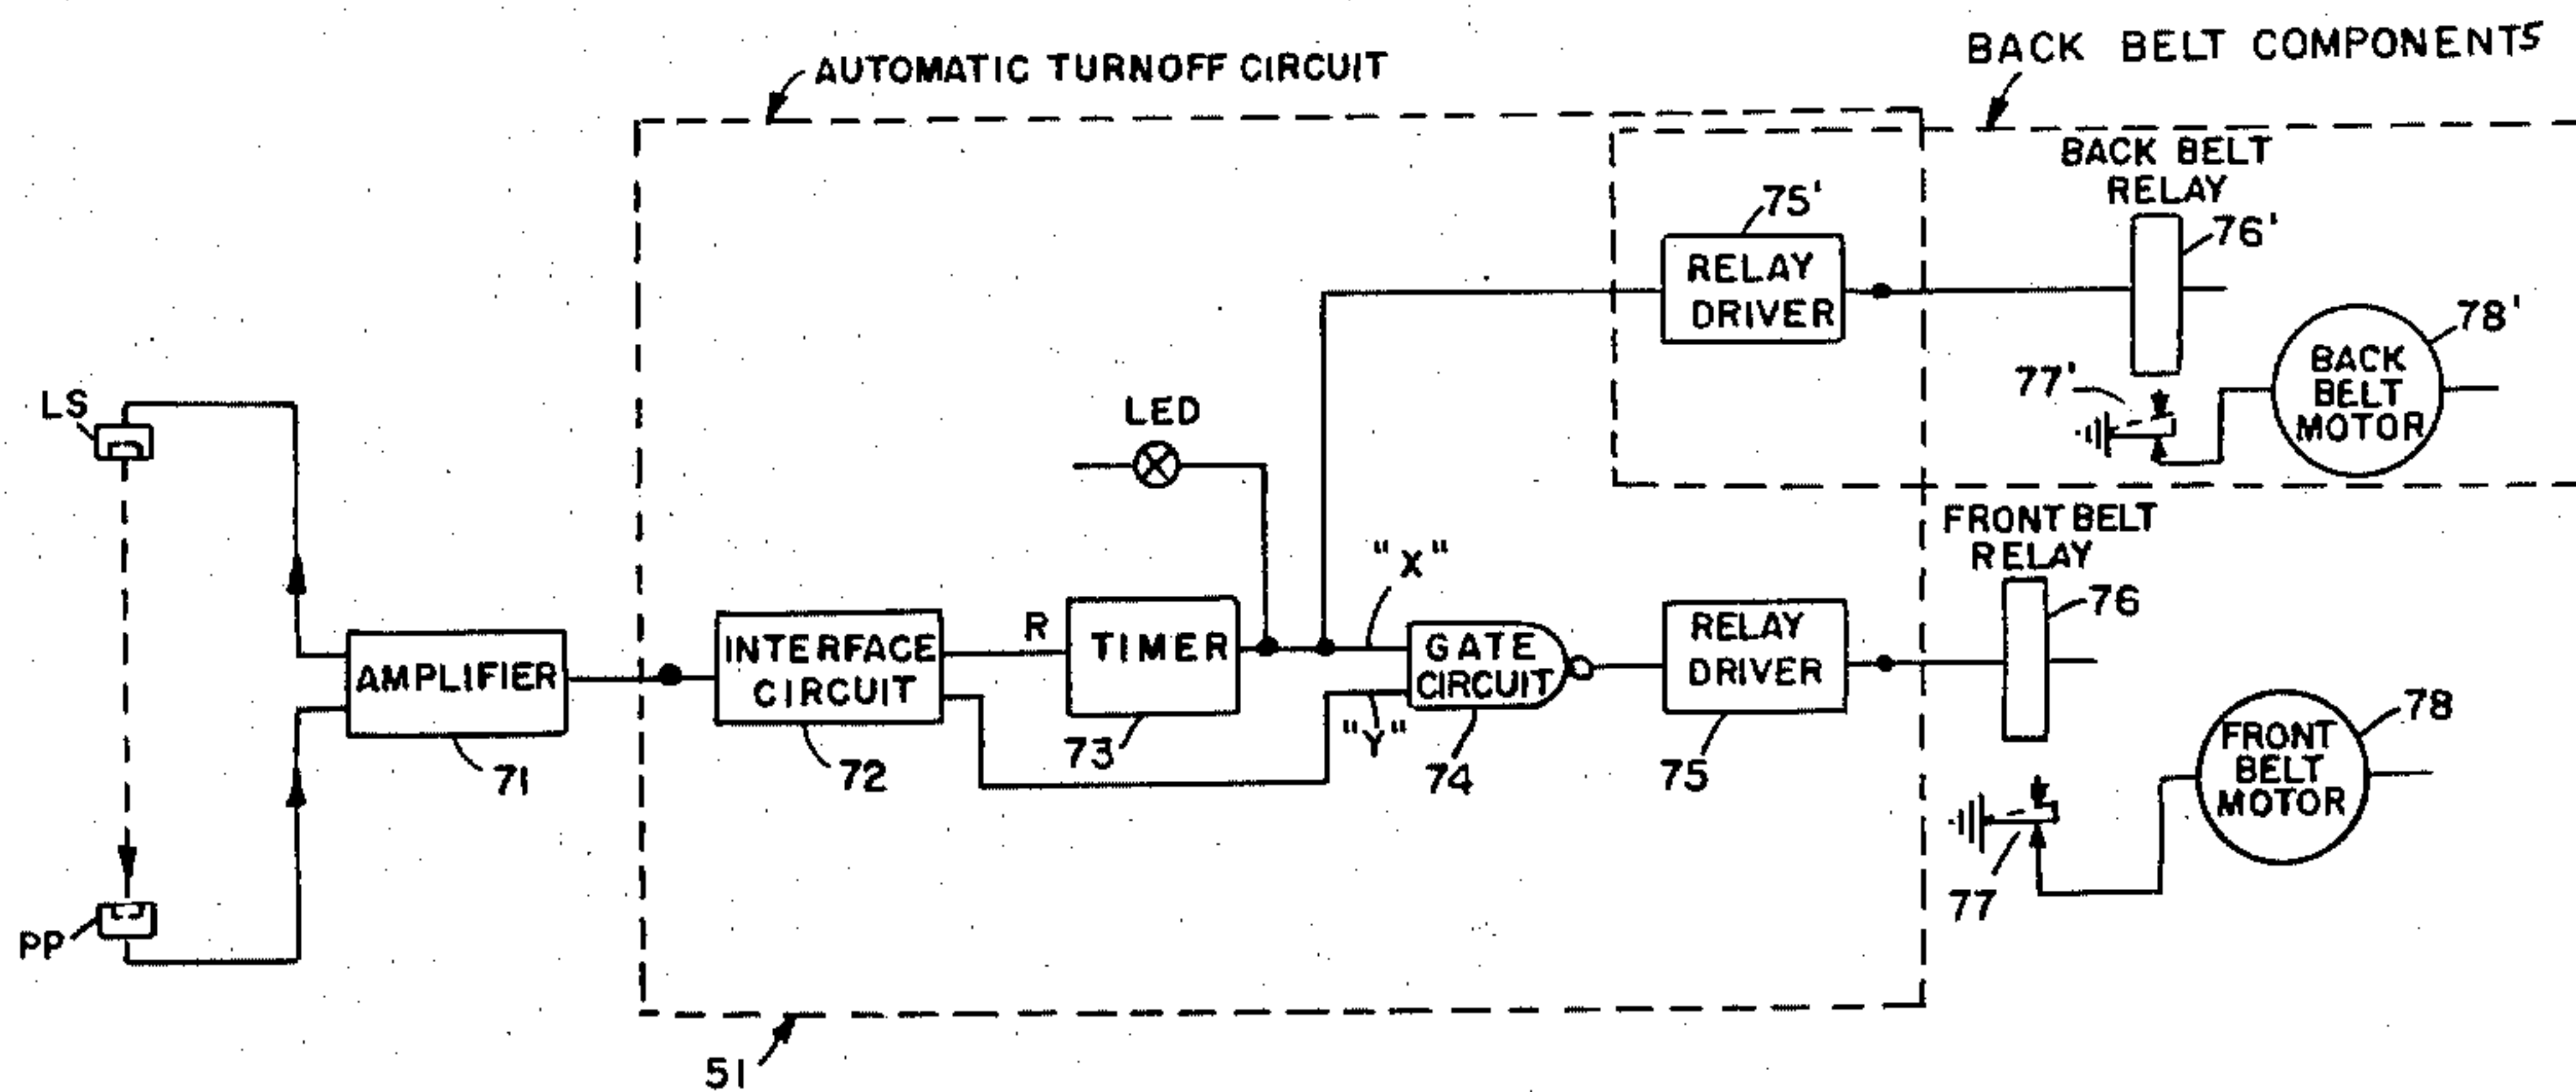 AUTOMATIC TURNOFF CIRCUIT
BACK BELT COMPONENTS
BACK BELT
RELAY
75'
76'
RELAY
DRIVER
78'
77'
BACK
BELT
MOTOR
LS
LED
"X"
FRONT BELT
RELAY
76
R
INTERFACE
CIRCUIT
TIMER
GATE
CIRCUIT
RELAY
DRIVER
AMPLIFIER
"Y"
78
FRONT
BELT
MOTOR
71
72
73
74
75
77
PP
51